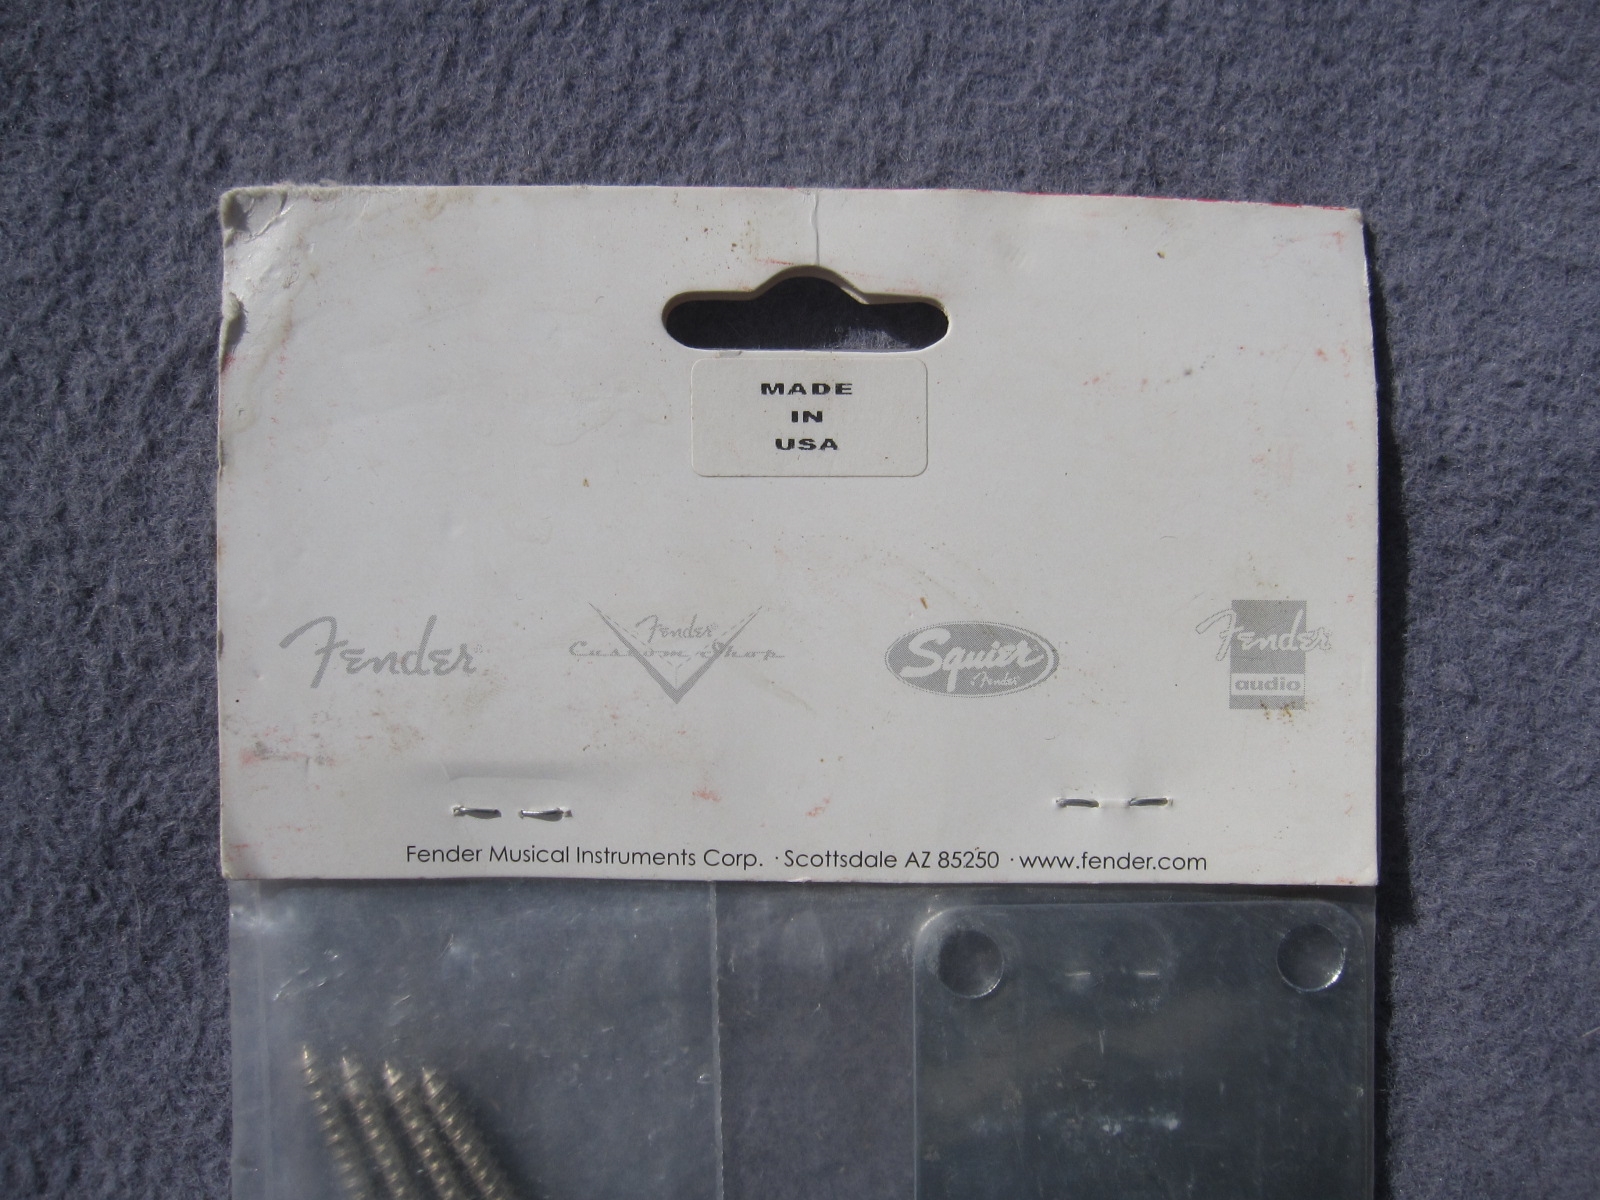 MADE
IN
USA
Fender®
Fender
Custom Shop
Squier
by Fender
Fender
audio
Fender Musical Instruments Corp. · Scottsdale AZ 85250 · www.fender.com